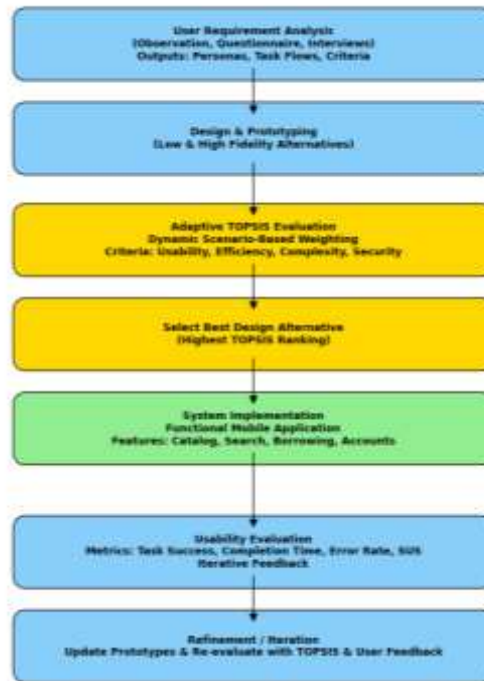 User Requirement Analysis
(Observation, Questionnaire, Interviews)
Outputs: Personas, Task Flows, Criteria
Design & Prototyping
(Low & High Fidelity Alternatives)
Adaptive TOPSIS Evaluation
Dynamic Scenario-Based Weighting
Criteria: Usability, Efficiency, Complexity, Security
Select Best Design Alternative
(Highest TOPSIS Ranking)
System Implementation
Functional Mobile Application
Features: Catalog, Search, Borrowing, Accounts
Usability Evaluation
Metrics: Task Success, Completion Time, Error Rate, SUS
Iterative Feedback
Refinement / Iteration
Update Prototypes & Re-evaluate with TOPSIS & User Feedback